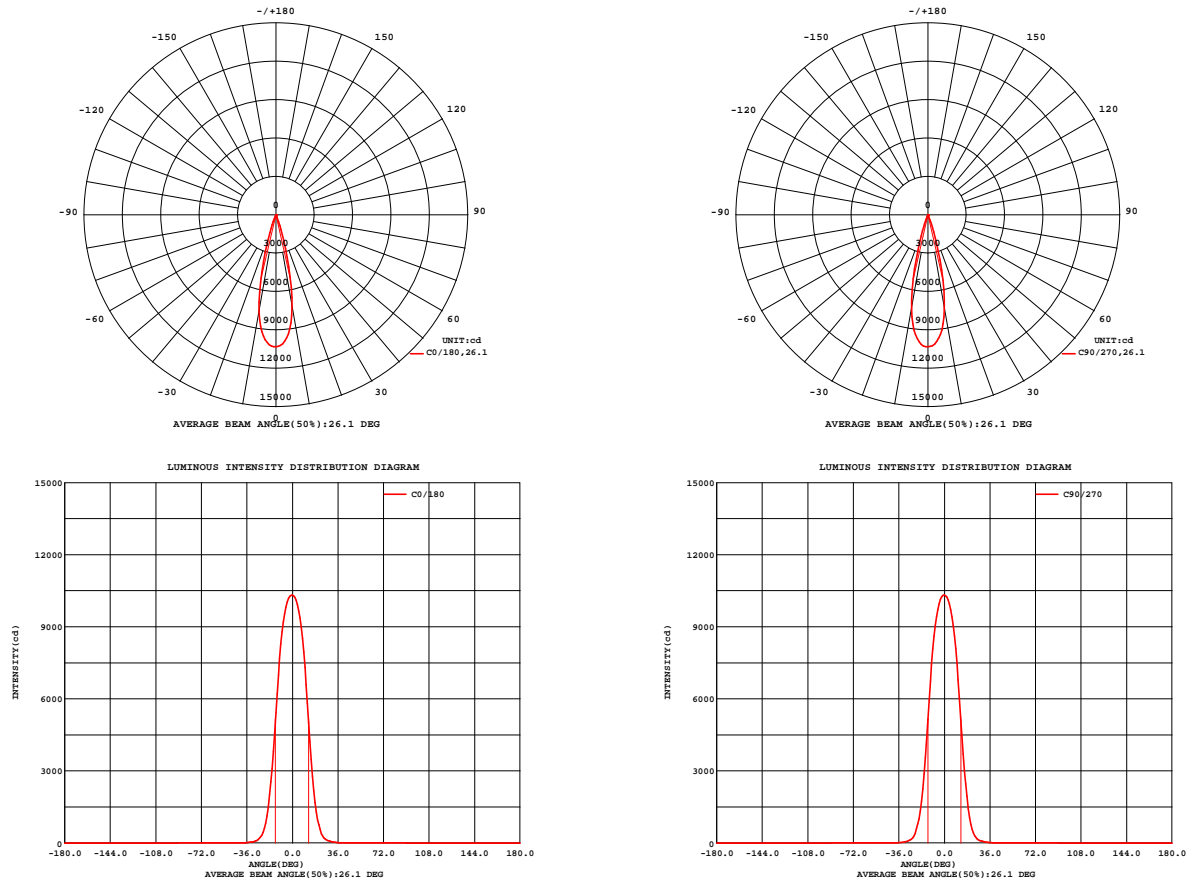 -/+180
-150
150
-120
120
-90
90
-60
60
-30
30
0
3000
6000
9000
12000
15000
0
UNIT:cd
C0/180,26.1
AVERAGE BEAM ANGLE(50%):26.1 DEG
-/+180
-150
150
-120
120
-90
90
-60
60
-30
30
0
3000
6000
9000
12000
15000
0
UNIT:cd
C90/270,26.1
AVERAGE BEAM ANGLE(50%):26.1 DEG
LUMINOUS INTENSITY DISTRIBUTION DIAGRAM
C0/180
15000
12000
9000
6000
3000
0
INTENSITY(cd)
-180.0 -144.0 -108.0 -72.0 -36.0 0.0 36.0 72.0 108.0 144.0 180.0
ANGLE(DEG)
AVERAGE BEAM ANGLE(50%):26.1 DEG
LUMINOUS INTENSITY DISTRIBUTION DIAGRAM
C90/270
15000
12000
9000
6000
3000
0
INTENSITY(cd)
-180.0 -144.0 -108.0 -72.0 -36.0 0.0 36.0 72.0 108.0 144.0 180.0
ANGLE(DEG)
AVERAGE BEAM ANGLE(50%):26.1 DEG